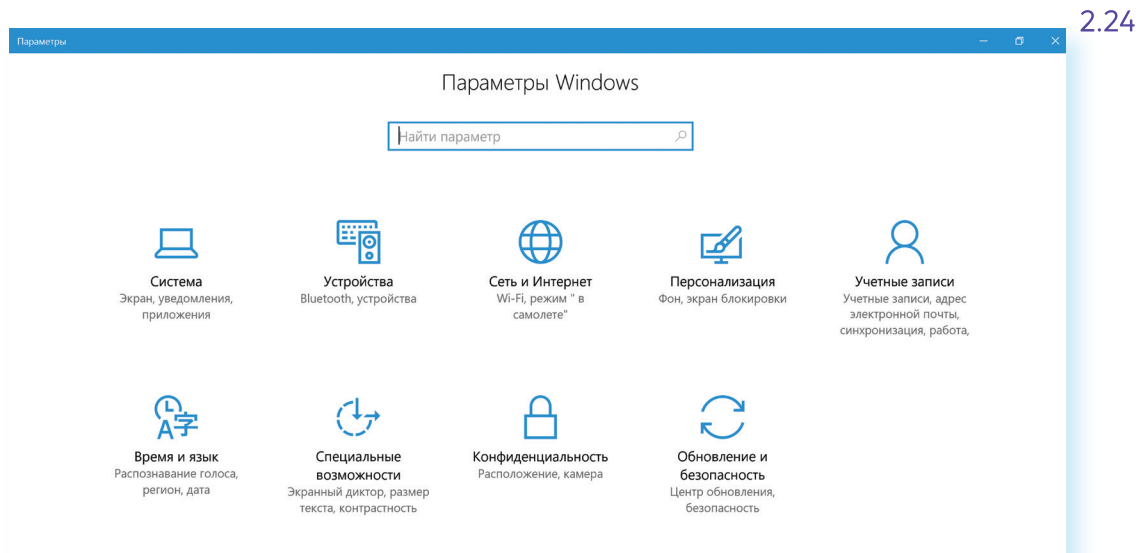 2.24
Параметры
Параметры Windows
Найти параметр
Система
Экран, уведомления,
приложения
Устройства
Bluetooth, устройства
Сеть и Интернет
Wi-Fi, режим " в
самолете"
Персонализация
Фон, экран блокировки
Учетные записи
Учетные записи, адрес
электронной почты,
синхронизация, работа,
Время и язык
Распознавание голоса,
регион, дата
Специальные
возможности
Экранный диктор, размер
текста, контрастность
Конфиденциальность
Расположение, камера
Обновление и
безопасность
Центр обновления,
безопасность